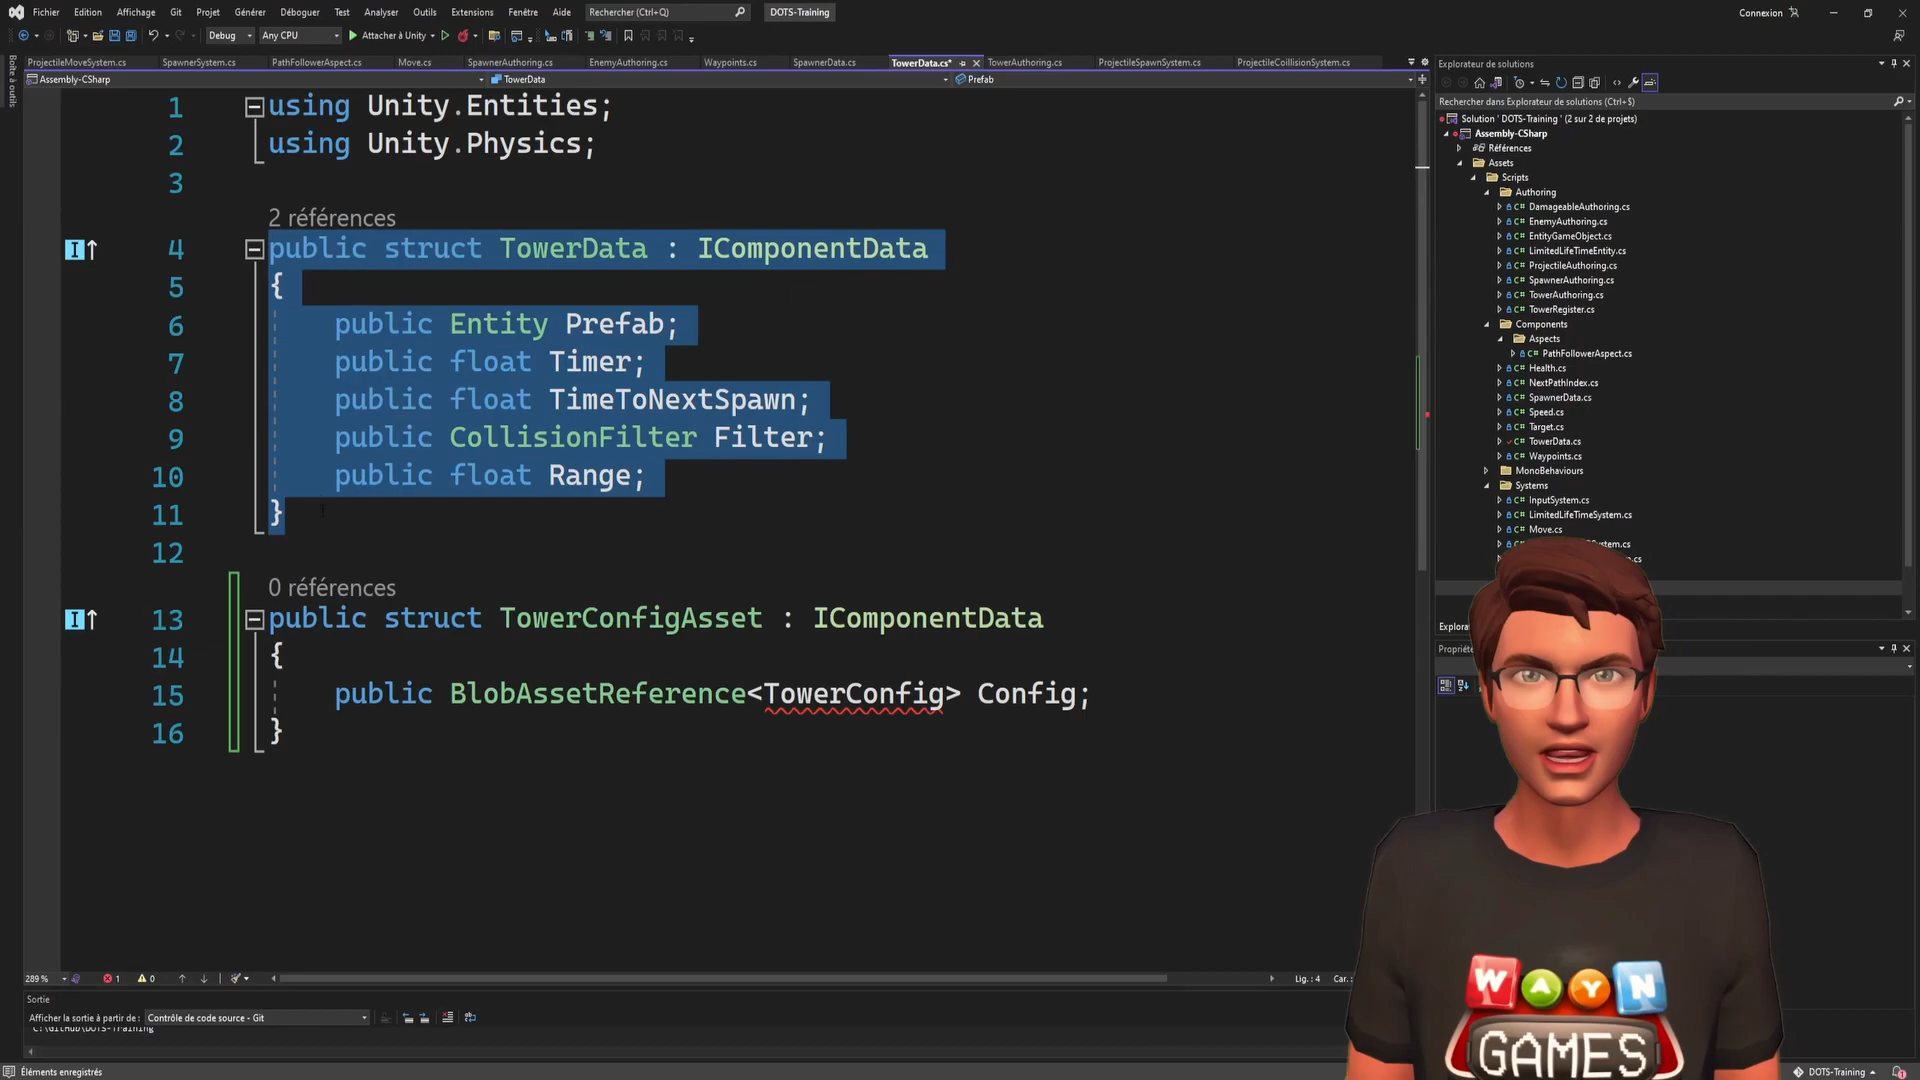 Fichier Edition Affichage Git Projet Générer Déboguer Test Analyser Outils Extensions Fenêtre Aide Rechercher (Ctrl+Q) DOTS-Training Connexion
Debug Any CPU Attacher à Unity
Boîte à outils
ProjectileMoveSystem.cs SpawnerSystem.cs PathFollowerAspect.cs Move.cs SpawnerAuthoring.cs EnemyAuthoring.cs Waypoints.cs SpawnerData.cs TowerData.cs* TowerAuthoring.cs ProjectileSpawnSystem.cs ProjectileCollisionSystem.cs
Assembly-CSharp TowerData Prefab
1 using Unity.Entities;
2 using Unity.Physics;
3
2 références
4 public struct TowerData : IComponentData
5 {
6 public Entity Prefab;
7 public float Timer;
8 public float TimeToNextSpawn;
9 public CollisionFilter Filter;
10 public float Range;
11 }
12
0 références
13 public struct TowerConfigAsset : IComponentData
14 {
15 public BlobAssetReference<TowerConfig> Config;
16 }
289 % 1 0 Lig. : 4 Car. :
Sortie
Afficher la sortie à partir de : Contrôle de code source - Git
C:\GitHub\DOTS-Training
Éléments enregistrés
Explorateur de solutions
Rechercher dans Explorateur de solutions (Ctrl+$)
Solution ' DOTS-Training ' (2 sur 2 de projets)
Assembly-CSharp
Références
Assets
Scripts
Authoring
C# DamageableAuthoring.cs
C# EnemyAuthoring.cs
C# EntityGameObject.cs
C# LimitedLifeTimeEntity.cs
C# ProjectileAuthoring.cs
C# SpawnerAuthoring.cs
C# TowerAuthoring.cs
C# TowerRegister.cs
Components
Aspects
C# PathFollowerAspect.cs
C# Health.cs
C# NextPathIndex.cs
C# SpawnerData.cs
C# Speed.cs
C# Target.cs
C# TowerData.cs
C# Waypoints.cs
MonoBehaviours
Systems
C# InputSystem.cs
C# LimitedLifeTimeSystem.cs
C# Move.cs
WAYN
GAMES
DOTS-Training